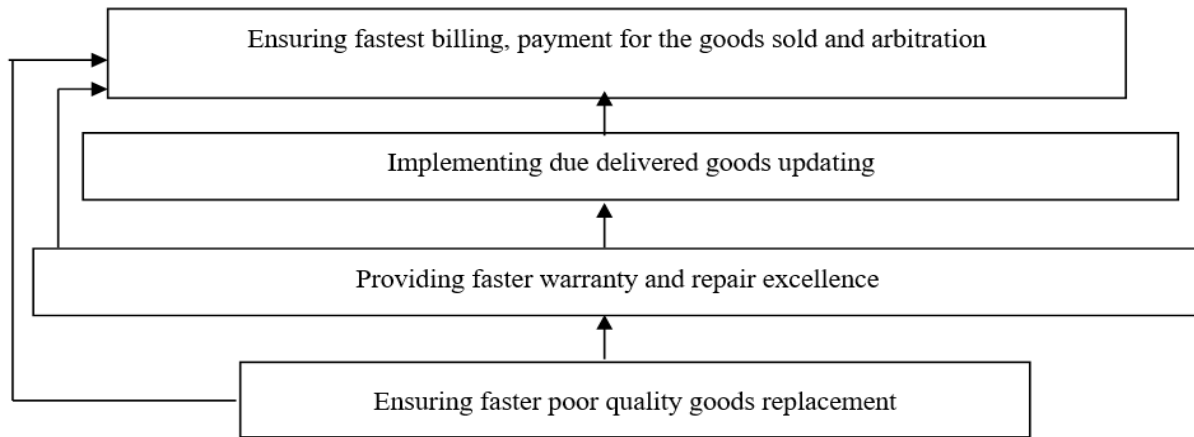 Ensuring fastest billing, payment for the goods sold and arbitration
Implementing due delivered goods updating
Providing faster warranty and repair excellence
Ensuring faster poor quality goods replacement